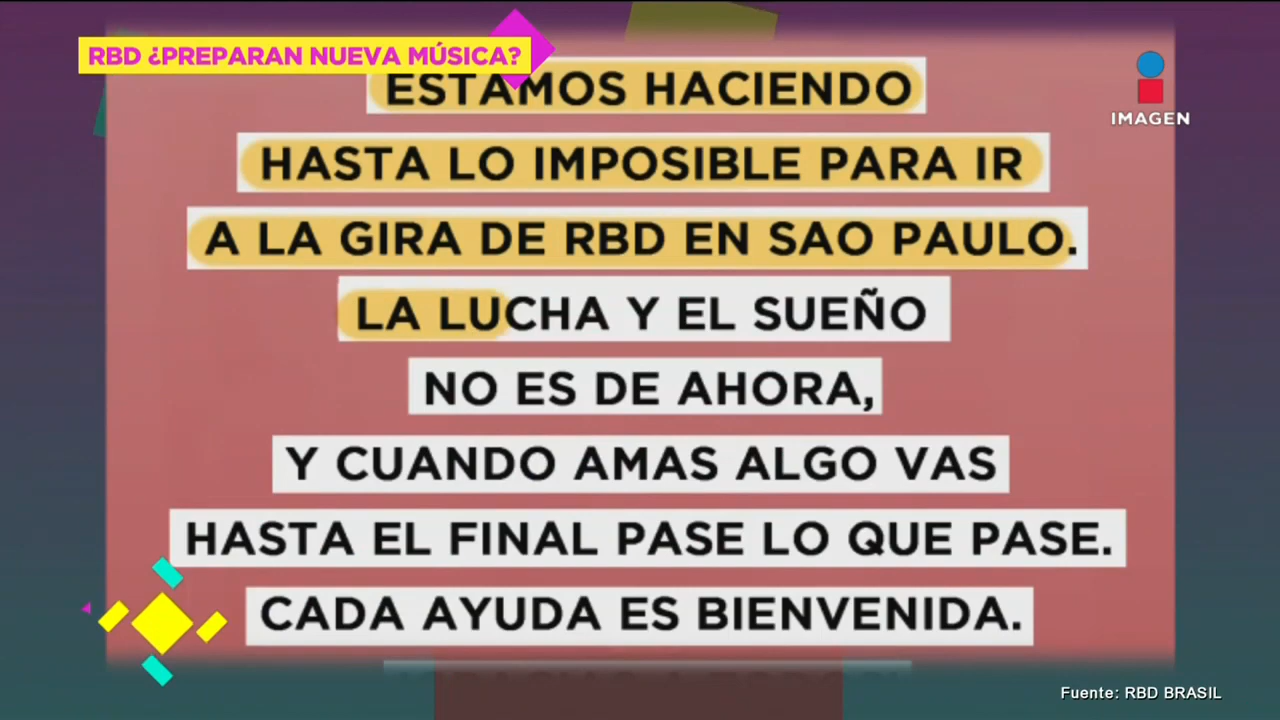 RBD ¿PREPARAN NUEVA MÚSICA?
ESTAMOS HACIENDO
HASTA LO IMPOSIBLE PARA IR
A LA GIRA DE RBD EN SAO PAULO.
LA LUCHA Y EL SUEÑO
NO ES DE AHORA,
Y CUANDO AMAS ALGO VAS
HASTA EL FINAL PASE LO QUE PASE.
CADA AYUDA ES BIENVENIDA.
IMAGEN
Fuente: RBD BRASIL